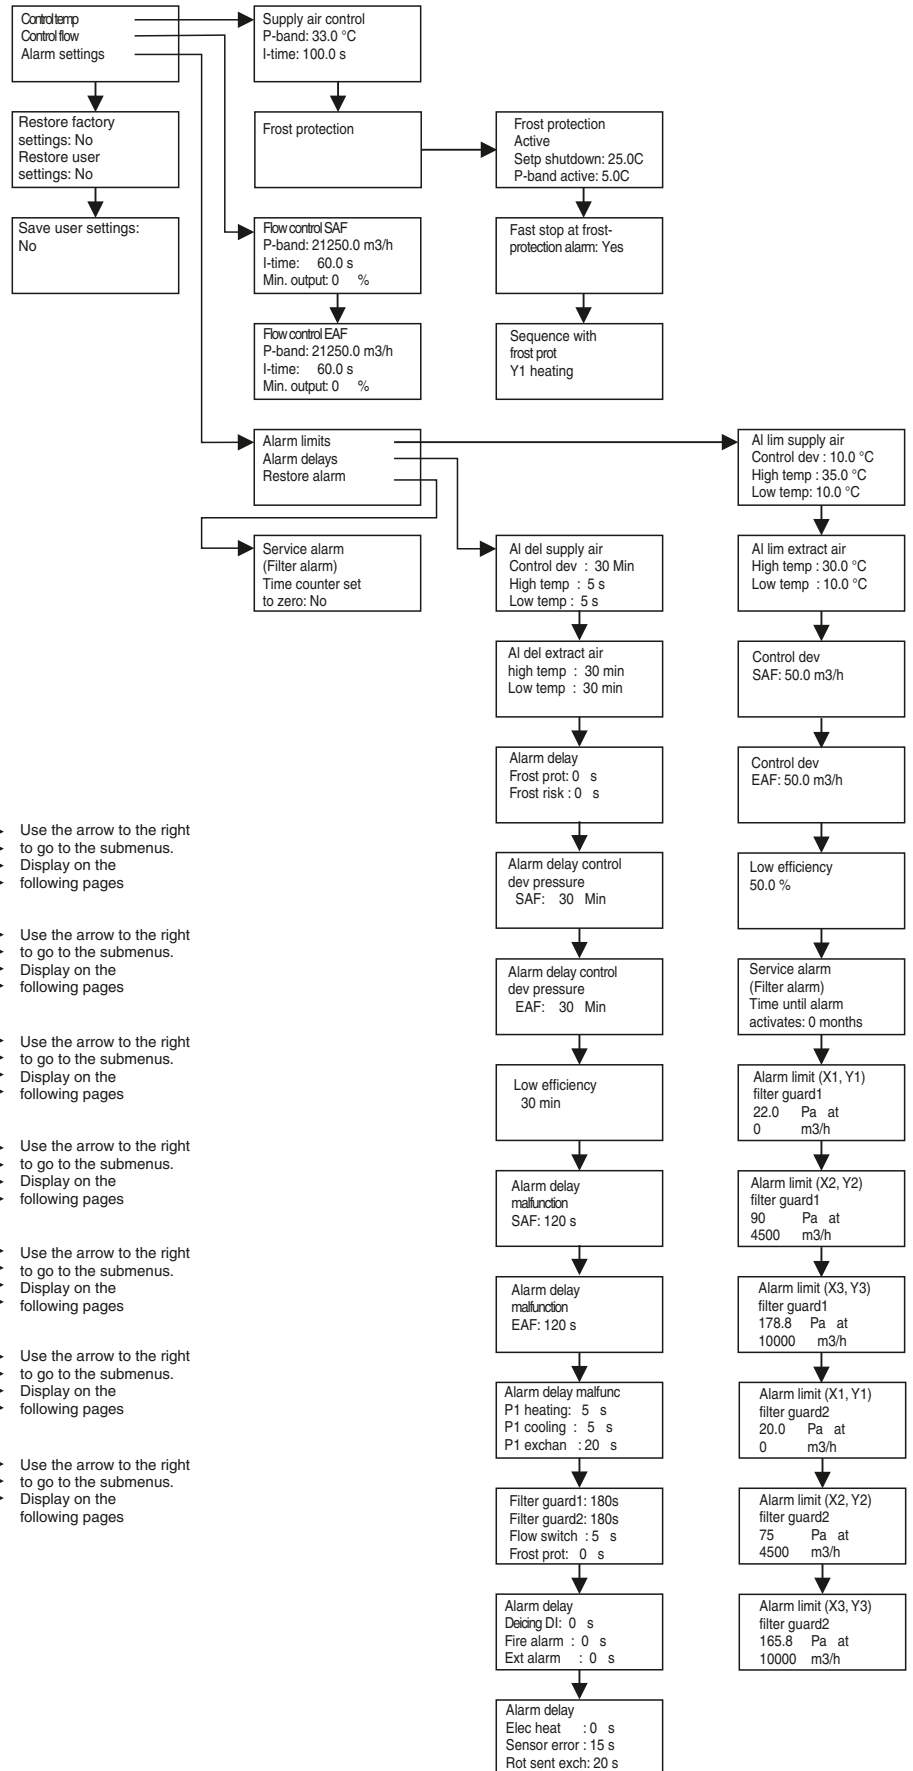 Control temp
Control flow
Alarm settings
Restore factory
settings: No
Restore user
settings: No
Save user settings:
No
Supply air control
P-band: 33.0 °C
I-time: 100.0 s
Frost protection
Frost protection
Active
Setp shutdown: 25.0C
P-band active: 5.0C
Fast stop at frost-
protection alarm: Yes
Sequence with
frost prot
Y1 heating
Flow control SAF
P-band: 21250.0 m3/h
I-time: 60.0 s
Min. output: 0 %
Flow control EAF
P-band: 21250.0 m3/h
I-time: 60.0 s
Min. output: 0 %
Alarm limits
Alarm delays
Restore alarm
Service alarm
(Filter alarm)
Time counter set
to zero: No
Al del supply air
Control dev : 30 Min
High temp : 5 s
Low temp : 5 s
Al del extract air
high temp : 30 min
Low temp : 30 min
Alarm delay
Frost prot: 0 s
Frost risk : 0 s
Alarm delay control
dev pressure
SAF: 30 Min
Alarm delay control
dev pressure
EAF: 30 Min
Low efficiency
30 min
Alarm delay
malfunction
SAF: 120 s
Alarm delay
malfunction
EAF: 120 s
Alarm delay malfunc
P1 heating: 5 s
P1 cooling : 5 s
P1 exchan : 20 s
Filter guard1: 180s
Filter guard2: 180s
Flow switch : 5 s
Frost prot: 0 s
Alarm delay
Deicing DI: 0 s
Fire alarm : 0 s
Ext alarm : 0 s
Alarm delay
Elec heat : 0 s
Sensor error : 15 s
Rot sent exch: 20 s
Al lim supply air
Control dev : 10.0 °C
High temp : 35.0 °C
Low temp: 10.0 °C
Al lim extract air
High temp : 30.0 °C
Low temp : 10.0 °C
Control dev
SAF: 50.0 m3/h
Control dev
EAF: 50.0 m3/h
Low efficiency
50.0 %
Service alarm
(Filter alarm)
Time until alarm
activates: 0 months
Alarm limit (X1, Y1)
filter guard1
22.0 Pa at
0 m3/h
Alarm limit (X2, Y2)
filter guard1
90 Pa at
4500 m3/h
Alarm limit (X3, Y3)
filter guard1
178.8 Pa at
10000 m3/h
Alarm limit (X1, Y1)
filter guard2
20.0 Pa at
0 m3/h
Alarm limit (X2, Y2)
filter guard2
75 Pa at
4500 m3/h
Alarm limit (X3, Y3)
filter guard2
165.8 Pa at
10000 m3/h
Use the arrow to the right
to go to the submenus.
Display on the
following pages
Use the arrow to the right
to go to the submenus.
Display on the
following pages
Use the arrow to the right
to go to the submenus.
Display on the
following pages
Use the arrow to the right
to go to the submenus.
Display on the
following pages
Use the arrow to the right
to go to the submenus.
Display on the
following pages
Use the arrow to the right
to go to the submenus.
Display on the
following pages
Use the arrow to the right
to go to the submenus.
Display on the
following pages